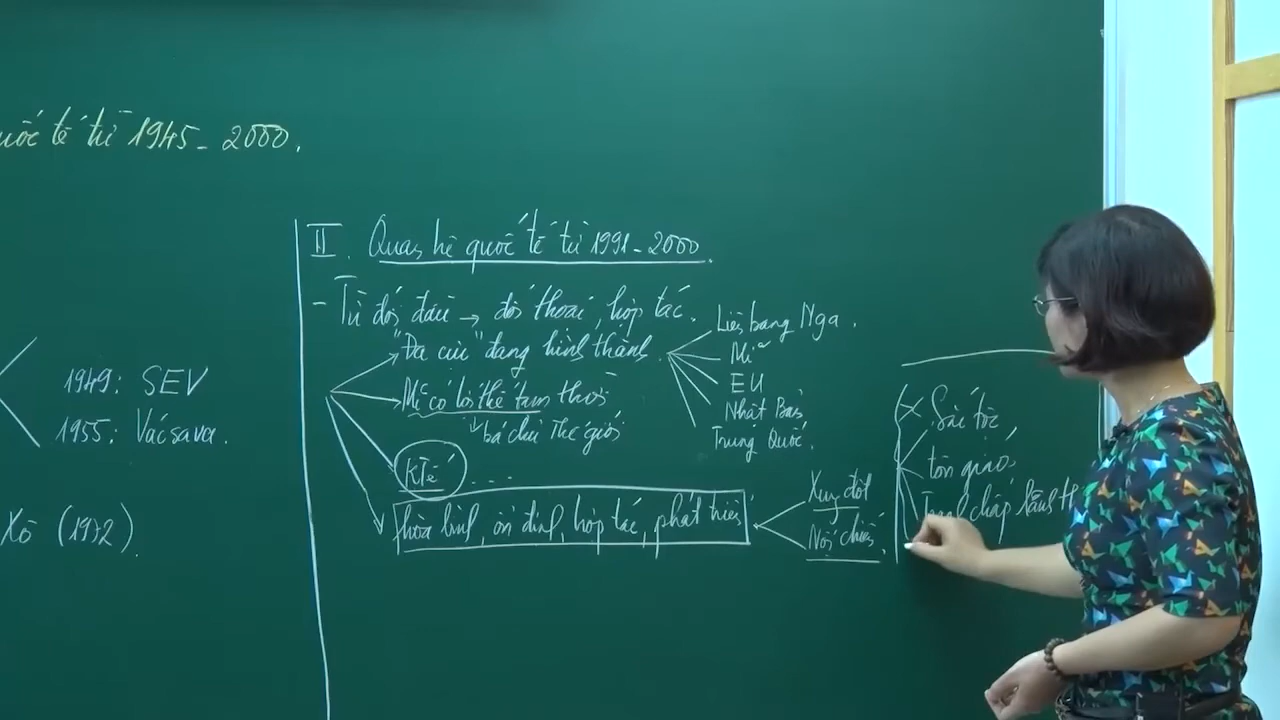 uốc tế từ 1945 - 2000.
1949: SEV
1955: Vácsava.
Xô (1972).
II. Quan hệ quốc tế từ 1991 - 2000.
- Từ đối đầu → đối thoại, hợp tác.
"Đa cực" đang hình thành.
Liên bang Nga.
Mĩ
EU
Nhật Bản
Trung Quốc.
Mĩ có lợi thế tạm thời
bá chủ thế giới
KTế
....
hòa bình, ổn định, hợp tác, phát triển
Xung đột
Nội chiến.
Sắc tộc
tôn giáo
chấp lãnh th